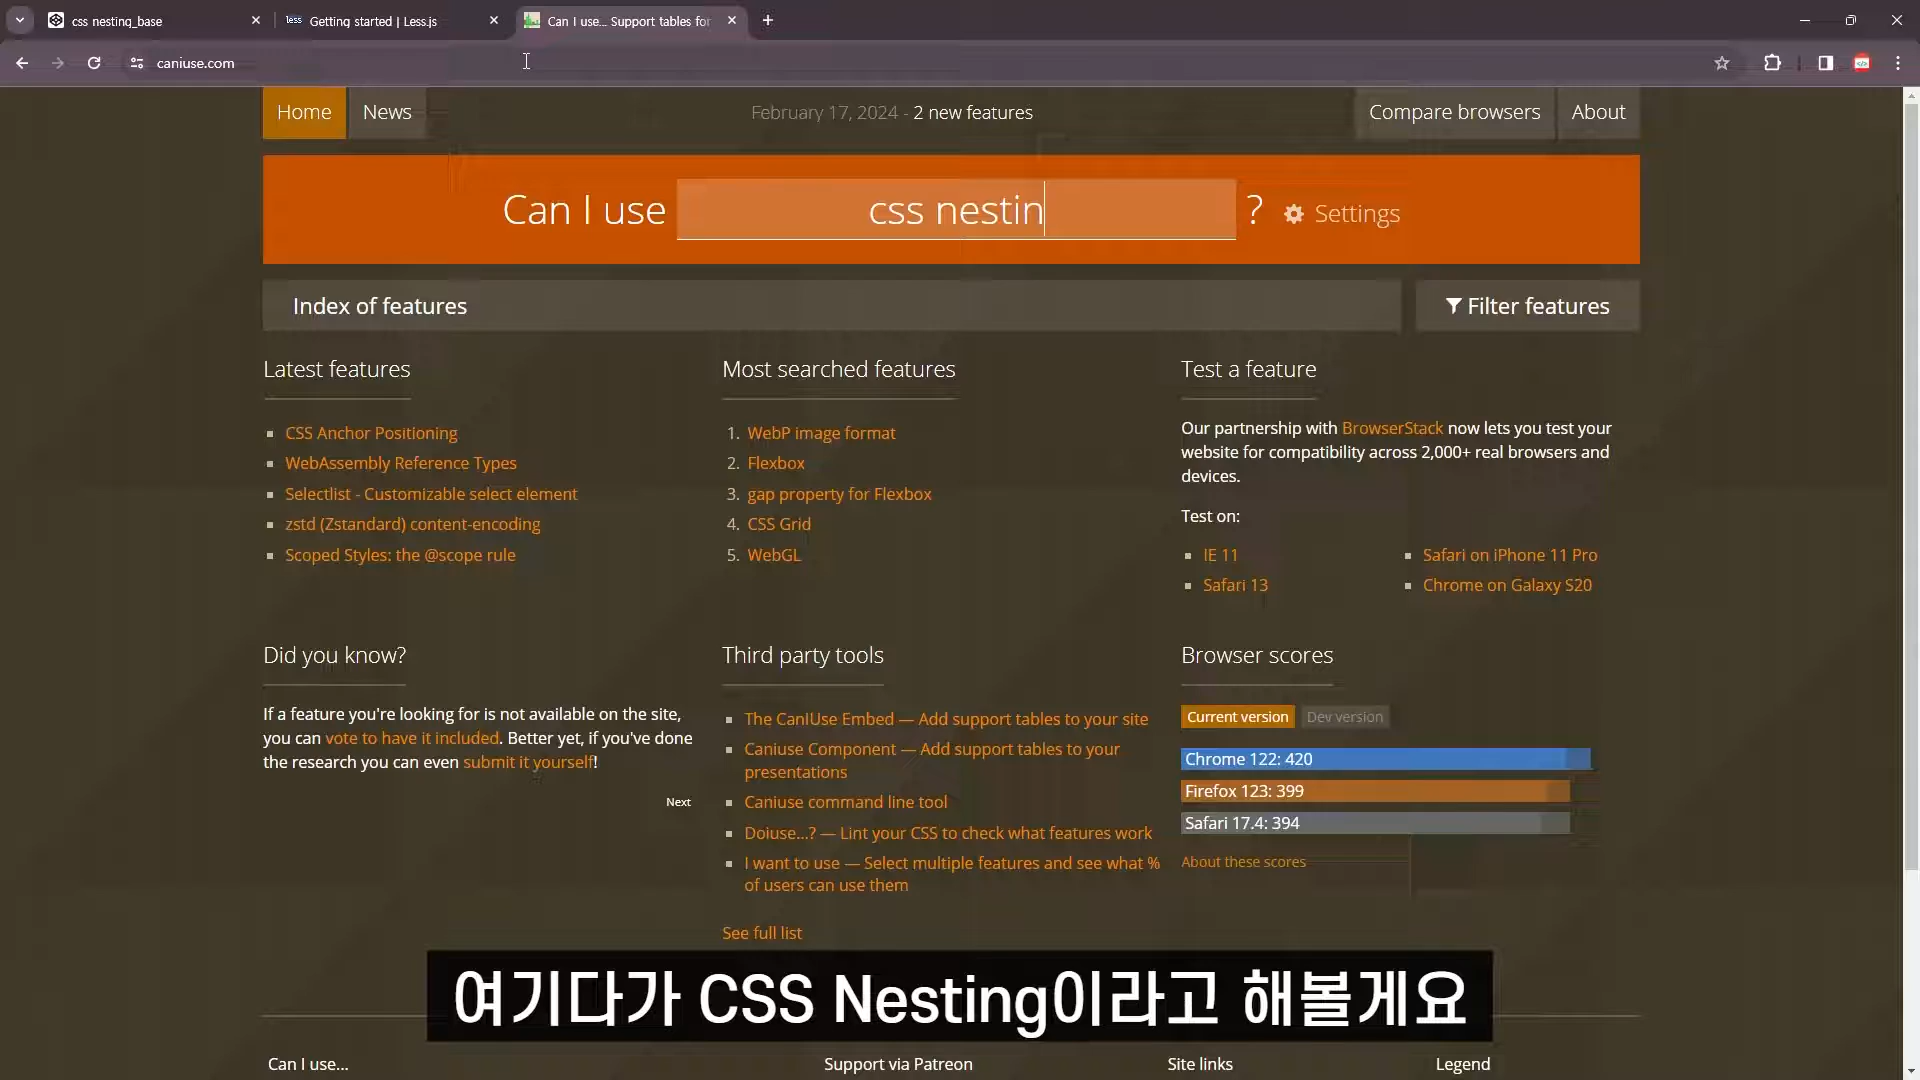 css nesting_base
less Getting started | Less.js
Can I use... Support tables for
caniuse.com
Home
News
February 17, 2024 - 2 new features
Compare browsers
About
Can I use css nestin ? Settings
Index of features
Filter features
Latest features
CSS Anchor Positioning
WebAssembly Reference Types
Selectlist - Customizable select element
zstd (Zstandard) content-encoding
Scoped Styles: the @scope rule
Most searched features
1. WebP image format
2. Flexbox
3. gap property for Flexbox
4. CSS Grid
5. WebGL
Test a feature
Our partnership with BrowserStack now lets you test your
website for compatibility across 2,000+ real browsers and
devices.
Test on:
IE 11
Safari 13
Safari on iPhone 11 Pro
Chrome on Galaxy S20
Did you know?
If a feature you're looking for is not available on the site,
you can vote to have it included. Better yet, if you've done
the research you can even submit it yourself!
Next
Third party tools
The CanIUse Embed — Add support tables to your site
Caniuse Component — Add support tables to your
presentations
Caniuse command line tool
Doiuse...? — Lint your CSS to check what features work
I want to use — Select multiple features and see what %
of users can use them
See full list
Browser scores
Current version
Dev version
Chrome 122: 420
Firefox 123: 399
Safari 17.4: 394
About these scores
여기다가 CSS Nesting이라고 해볼게요
Can I use...
Support via Patreon
Site links
Legend